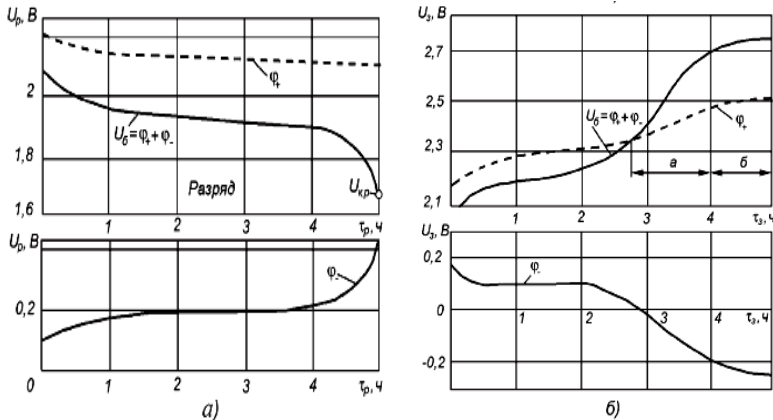 Uр, В
φ₊
2
Uб=φ₊+φ₋
1,8
Разряд
Uкр
1,6
1 2 3 4 τр, ч
Uр, В
φ₋
0,2
0 1 2 3 4 τр, ч
а)
Uз, В
2,7
2,5
Uб=φ₊+φ₋
φ₊
2,3
а б
2,1
1 2 3 4 τз, ч
Uз, В
0,2
φ₋
0
1 2 3 4 τз, ч
-0,2
б)